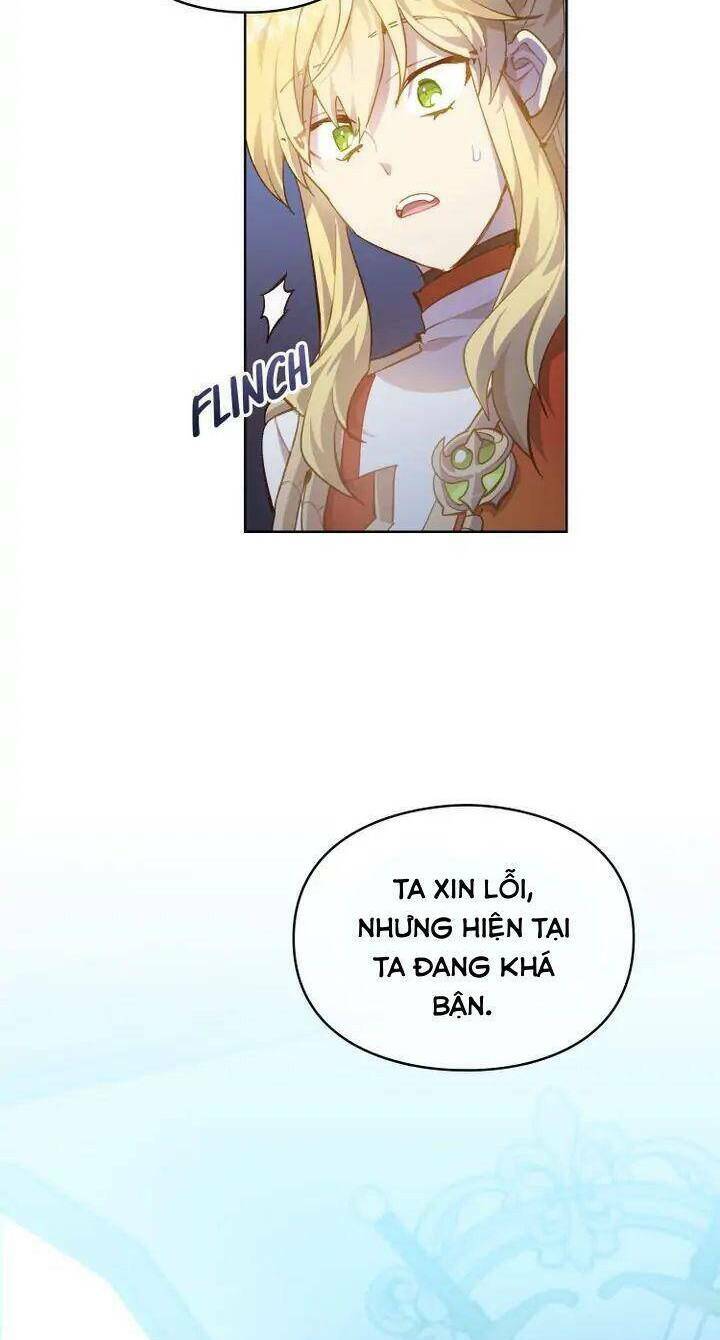 FLINCH
TA XIN LỖI,
NHƯNG HIỆN TẠI
TA ĐANG KHÁ
BẬN.